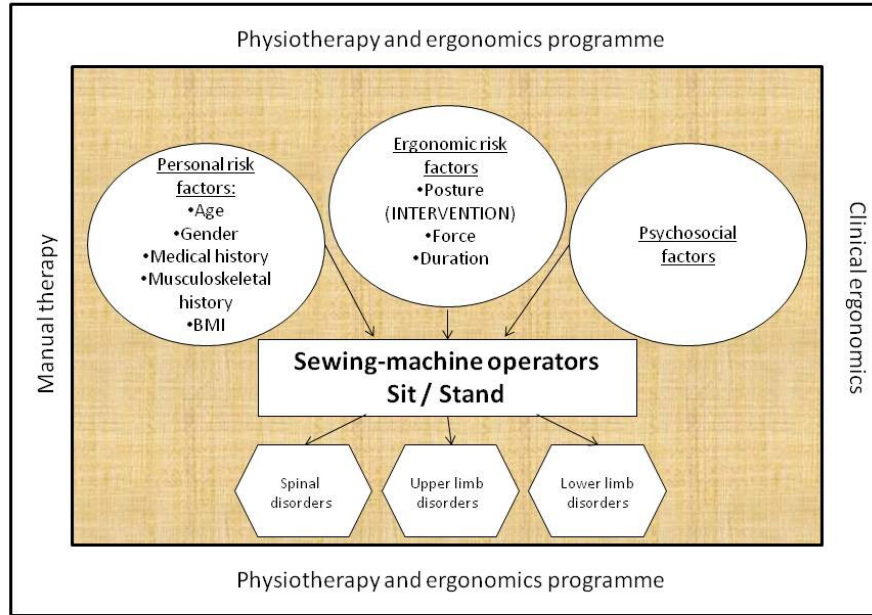 Physiotherapy and ergonomics programme
Manual therapy
Personal risk
factors:
•Age
•Gender
•Medical history
•Musculoskeletal
history
•BMI
Ergonomic risk
factors
•Posture
(INTERVENTION)
•Force
•Duration
Psychosocial
factors
Clinical ergonomics
Sewing-machine operators
Sit / Stand
Spinal
disorders
Upper limb
disorders
Lower limb
disorders
Physiotherapy and ergonomics programme